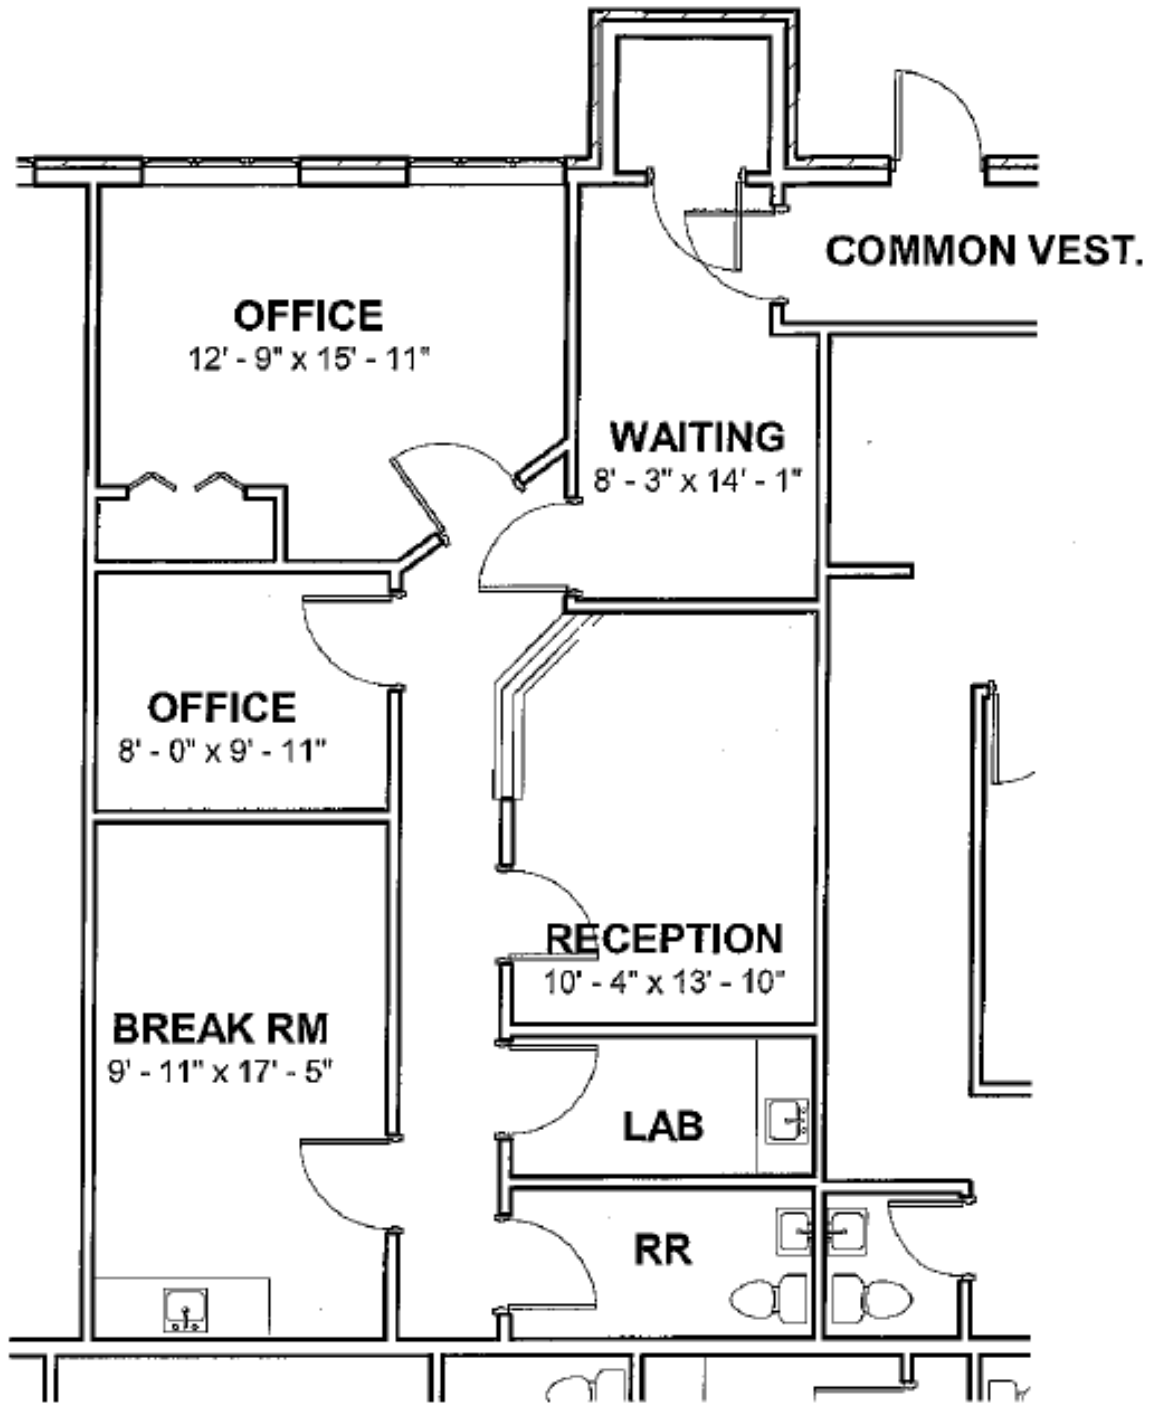 COMMON VEST.
OFFICE
12' - 9" x 15' - 11"
WAITING
8' - 3" x 14' - 1"
OFFICE
8' - 0" x 9' - 11"
RECEPTION
10' - 4" x 13' - 10"
BREAK RM
9' - 11" x 17' - 5"
LAB
RR